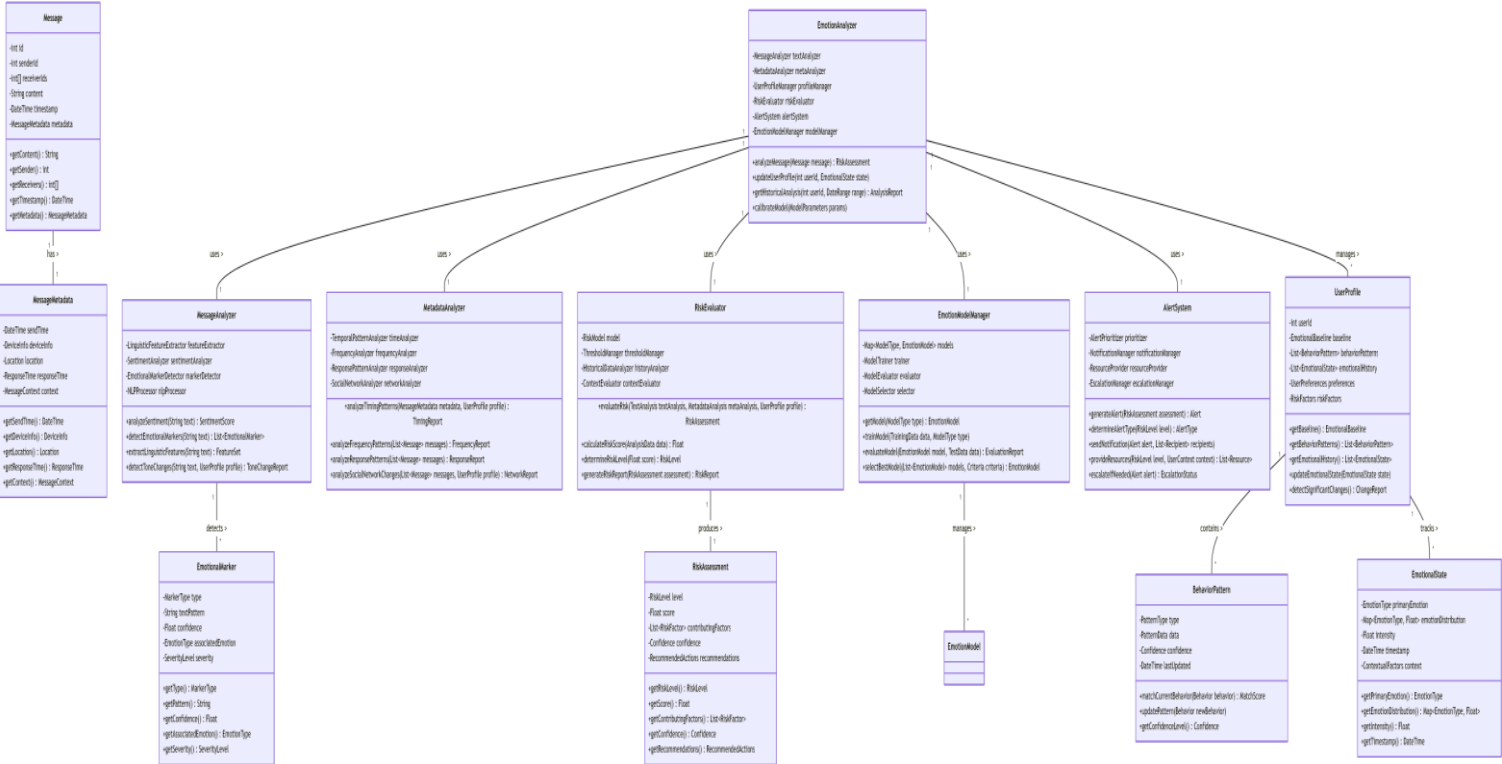 Message
-Int id
-Int senderId
-Int[] receiverIds
-String content
-DateTime timestamp
-MessageMetadata metadata
+getContent() : String
+getSender() : Int
+getReceivers() : Int[]
+getTimestamp() : DateTime
+getMetadata() : MessageMetadata
EmotionAnalyzer
-MessageAnalyzer textAnalyzer
-MetadataAnalyzer metaAnalyzer
-UserProfileManager profileManager
-RiskEvaluator riskEvaluator
-AlertSystem alertSystem
-EmotionModelManager modelManager
+analyzeMessage(Message message) : RiskAssessment
+updateUserProfile(Int userId, EmotionalState state)
+getHistoricalAnalysis(Int userId, DateRange range) : AnalysisReport
+calibrateModel(ModelParameters params)
1
1
1
1
1
1
1
has >
1
uses >
1
uses >
1
uses >
1
uses >
1
uses >
1
manages >
*
MessageMetadata
-DateTime sendTime
-DeviceInfo deviceInfo
-Location location
-ResponseTime responseTime
-MessageContext context
+getSendTime() : DateTime
+getDeviceInfo() : DeviceInfo
+getLocation() : Location
+getResponseTime() : ResponseTime
+getContext() : MessageContext
MessageAnalyzer
-LinguisticFeatureExtractor featureExtractor
-SentimentAnalyzer sentimentAnalyzer
-EmotionalMarkerDetector markerDetector
-NLPProcessor nlpProcessor
+analyzeSentiment(String text) : SentimentScore
+detectEmotionalMarkers(String text) : List<EmotionalMarker>
+extractLinguisticFeatures(String text) : FeatureSet
+detectToneChanges(String text, UserProfile profile) : ToneChangeReport
MetadataAnalyzer
-TemporalPatternAnalyzer timeAnalyzer
-FrequencyAnalyzer frequencyAnalyzer
-ResponsePatternAnalyzer responseAnalyzer
-SocialNetworkAnalyzer networkAnalyzer
+analyzeTimingPatterns(MessageMetadata metadata, UserProfile profile) :
TimingReport
+analyzeFrequencyPatterns(List<Message> messages) : FrequencyReport
+analyzeResponsePatterns(List<Message> messages) : ResponseReport
+analyzeSocialNetworkChanges(List<Message> messages, UserProfile profile) : NetworkReport
RiskEvaluator
-RiskModel model
-ThresholdManager thresholdManager
-HistoricalDataAnalyzer historyAnalyzer
-ContextEvaluator contextEvaluator
+evaluateRisk(TextAnalysis textAnalysis, MetadataAnalysis metaAnalysis, UserProfile profile) :
RiskAssessment
+calculateRiskScore(AnalysisData data) : Float
+determineRiskLevel(Float score) : RiskLevel
+generateReport(RiskAssessment assessment) : RiskReport
EmotionModelManager
-Map<ModelType, EmotionModel> models
-ModelTrainer trainer
-ModelEvaluator evaluator
-ModelSelector selector
+getModel(ModelType type) : EmotionModel
+trainModel(TrainingData data, ModelType type)
+evaluateModel(EmotionModel model, TestData data) : EvaluationReport
+selectBestModel(List<EmotionModel> models, Criteria criteria) : EmotionModel
AlertSystem
-AlertPrioritizer prioritizer
-NotificationManager notificationManager
-ResourceProvider resourceProvider
-EscalationManager escalationManager
+generateAlert(RiskAssessment assessment) : Alert
+determineAlertType(RiskLevel level) : AlertType
+sendNotification(Alert alert, List<Recipient> recipients)
+provideResources(RiskLevel level, UserContext context) : List<Resource>
+escalateIfNeeded(Alert alert) : EscalationStatus
UserProfile
-Int userId
-EmotionalBaseline baseline
-List<BehaviorPattern> behaviorPatterns
-List<EmotionalState> emotionalHistory
-UserPreferences preferences
-RiskFactors riskFactors
+getBaseline() : EmotionalBaseline
+getBehaviorPatterns() : List<BehaviorPattern>
+getEmotionalHistory() : List<EmotionalState>
+updateEmotionalState(EmotionalState state)
+detectSignificantChanges() : ChangeReport
1
detects >
*
1
produces >
1
1
manages >
*
1
contains >
*
1
tracks >
*
EmotionalMarker
-MarkerType type
-String textPattern
-Float confidence
-EmotionType associatedEmotion
-SeverityLevel severity
+getType() : MarkerType
+getPattern() : String
+getConfidence() : Float
+getAssociatedEmotion() : EmotionType
+getSeverity() : SeverityLevel
RiskAssessment
-RiskLevel level
-Float score
-List<RiskFactor> contributingFactors
-Confidence confidence
-RecommendedActions recommendations
+getRiskLevel() : RiskLevel
+getScore() : Float
+getContributingFactors() : List<RiskFactor>
+getConfidence() : Confidence
+getRecommendations() : RecommendedActions
EmotionModel
BehaviorPattern
-PatternType type
-PatternData data
-Confidence confidence
-DateTime lastUpdated
+matchCurrentBehavior(Behavior behavior) : MatchScore
+updatePattern(Behavior newBehavior)
+getConfidenceLevel() : Confidence
EmotionalState
-EmotionType primaryEmotion
-Map<EmotionType, Float> emotionDistribution
-Float intensity
-DateTime timestamp
-ContextualFactors context
+getPrimaryEmotion() : EmotionType
+getEmotionDistribution() : Map<EmotionType, Float>
+getIntensity() : Float
+getTimestamp() : DateTime